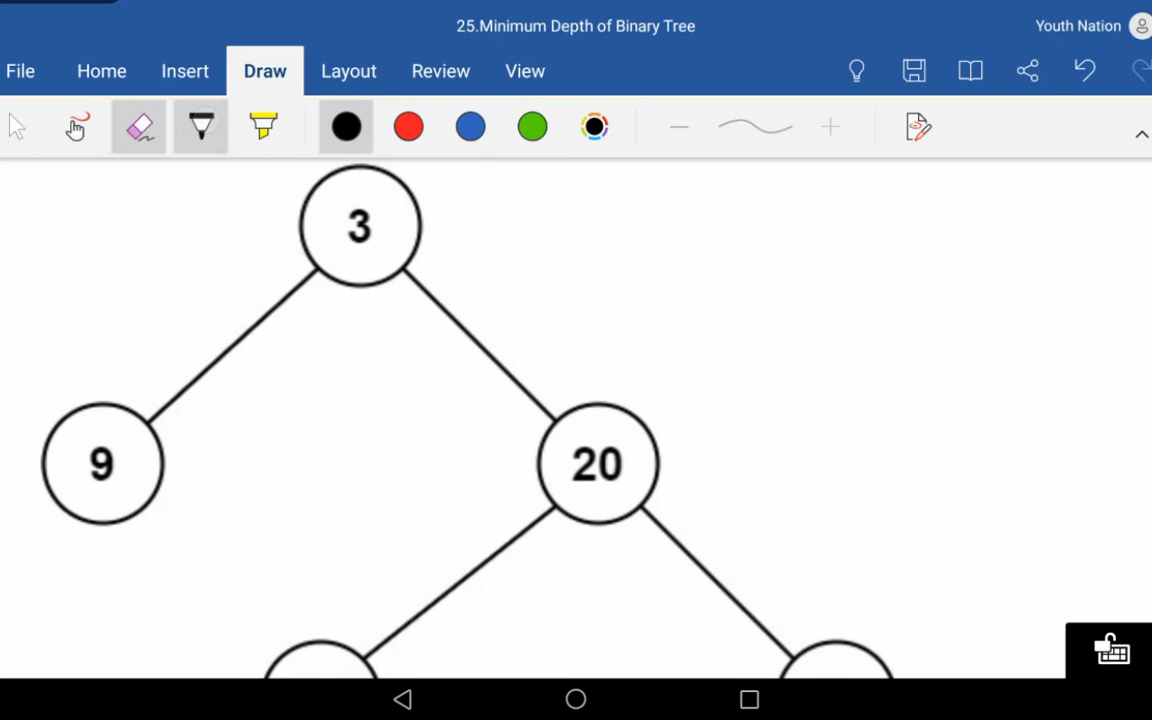 25.Minimum Depth of Binary Tree
Youth Nation
File Home Insert Draw Layout Review View
3
9
20